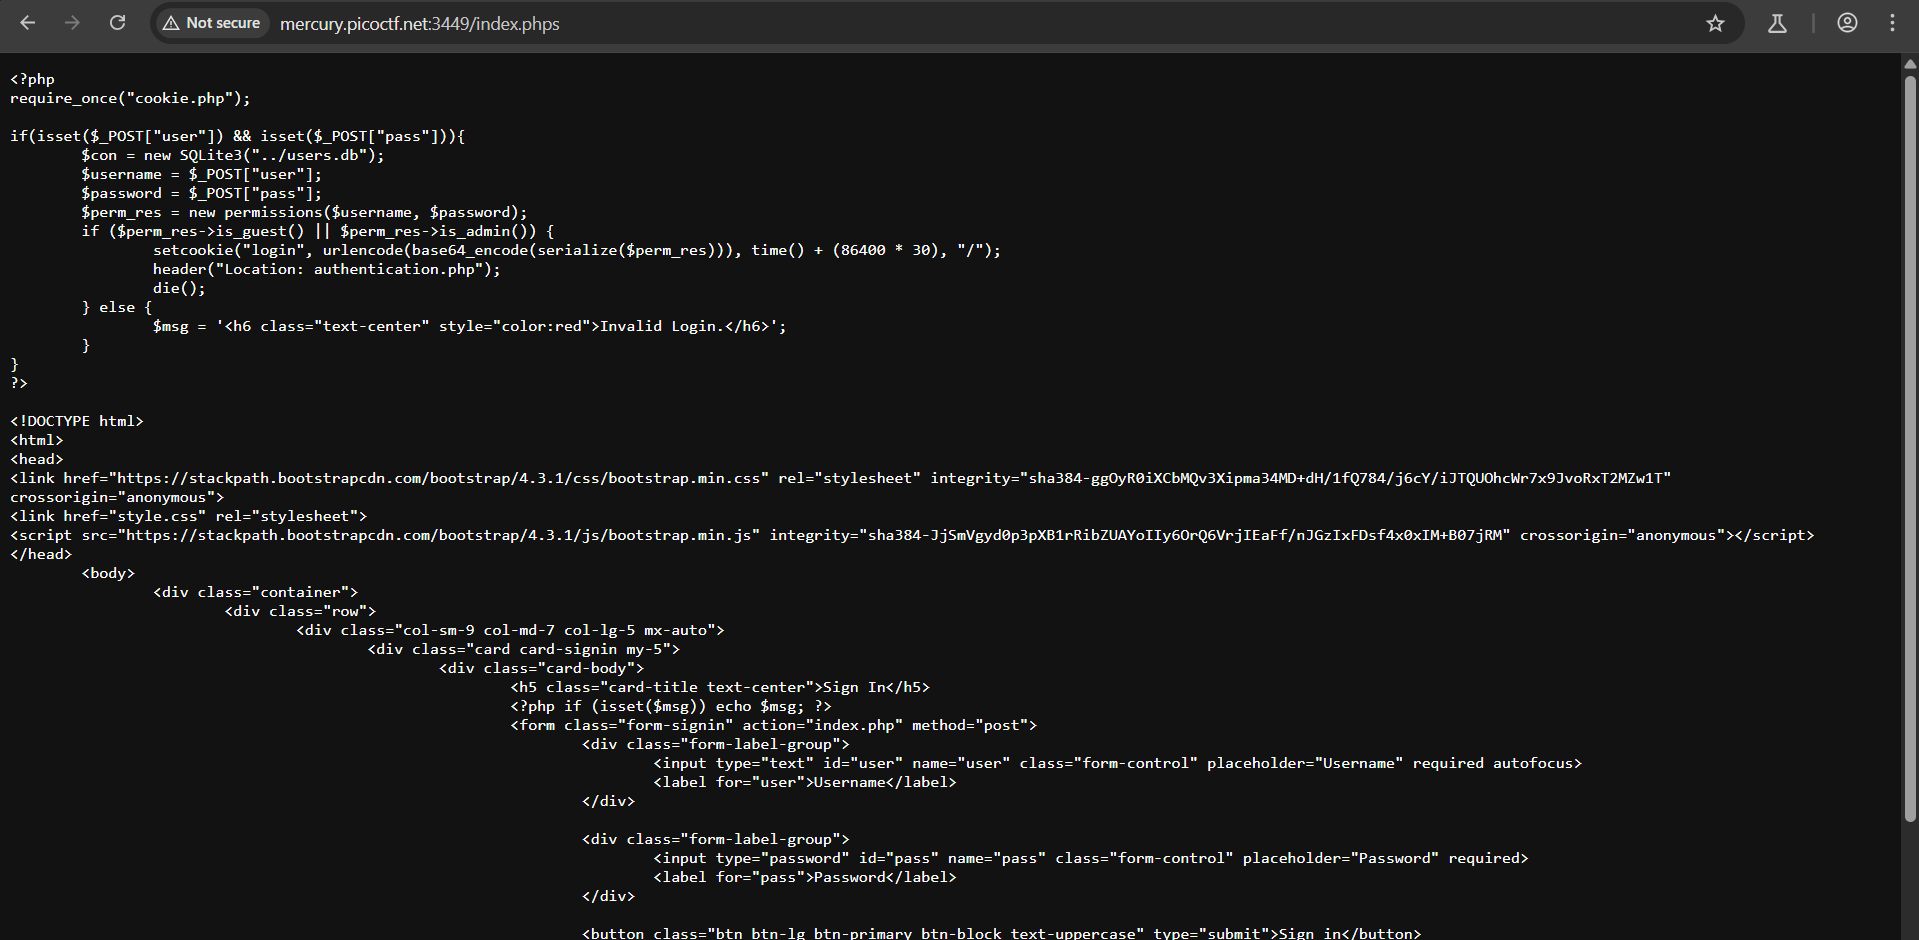 Not secure mercury.picoctf.net:3449/index.phps
<?php
require_once("cookie.php");
if(isset($_POST["user"]) && isset($_POST["pass"])){
$con = new SQLite3("../users.db");
$username = $_POST["user"];
$password = $_POST["pass"];
$perm_res = new permissions($username, $password);
if ($perm_res->is_guest() || $perm_res->is_admin()) {
setcookie("login", urlencode(base64_encode(serialize($perm_res))), time() + (86400 * 30), "/");
header("Location: authentication.php");
die();
} else {
$msg = '<h6 class="text-center" style="color:red">Invalid Login.</h6>';
}
}
?>
<!DOCTYPE html>
<html>
<head>
<link href="https://stackpath.bootstrapcdn.com/bootstrap/4.3.1/css/bootstrap.min.css" rel="stylesheet" integrity="sha384-ggOyR0iXCbMQv3Xipma34MD+dH/1fQ784/j6cY/iJTQUOhcWr7x9JvoRxT2MZw1T"
crossorigin="anonymous">
<link href="style.css" rel="stylesheet">
<script src="https://stackpath.bootstrapcdn.com/bootstrap/4.3.1/js/bootstrap.min.js" integrity="sha384-JjSmVgyd0p3pXB1rRibZUAYoIIy6OrQ6VrjIEaFf/nJGzIxFDsf4x0xIM+B07jRM" crossorigin="anonymous"></script>
</head>
<body>
<div class="container">
<div class="row">
<div class="col-sm-9 col-md-7 col-lg-5 mx-auto">
<div class="card card-signin my-5">
<div class="card-body">
<h5 class="card-title text-center">Sign In</h5>
<?php if (isset($msg)) echo $msg; ?>
<form class="form-signin" action="index.php" method="post">
<div class="form-label-group">
<input type="text" id="user" name="user" class="form-control" placeholder="Username" required autofocus>
<label for="user">Username</label>
</div>
<div class="form-label-group">
<input type="password" id="pass" name="pass" class="form-control" placeholder="Password" required>
<label for="pass">Password</label>
</div>
<button class="btn btn-lg btn-primary btn-block text-uppercase" type="submit">Sign in</button>